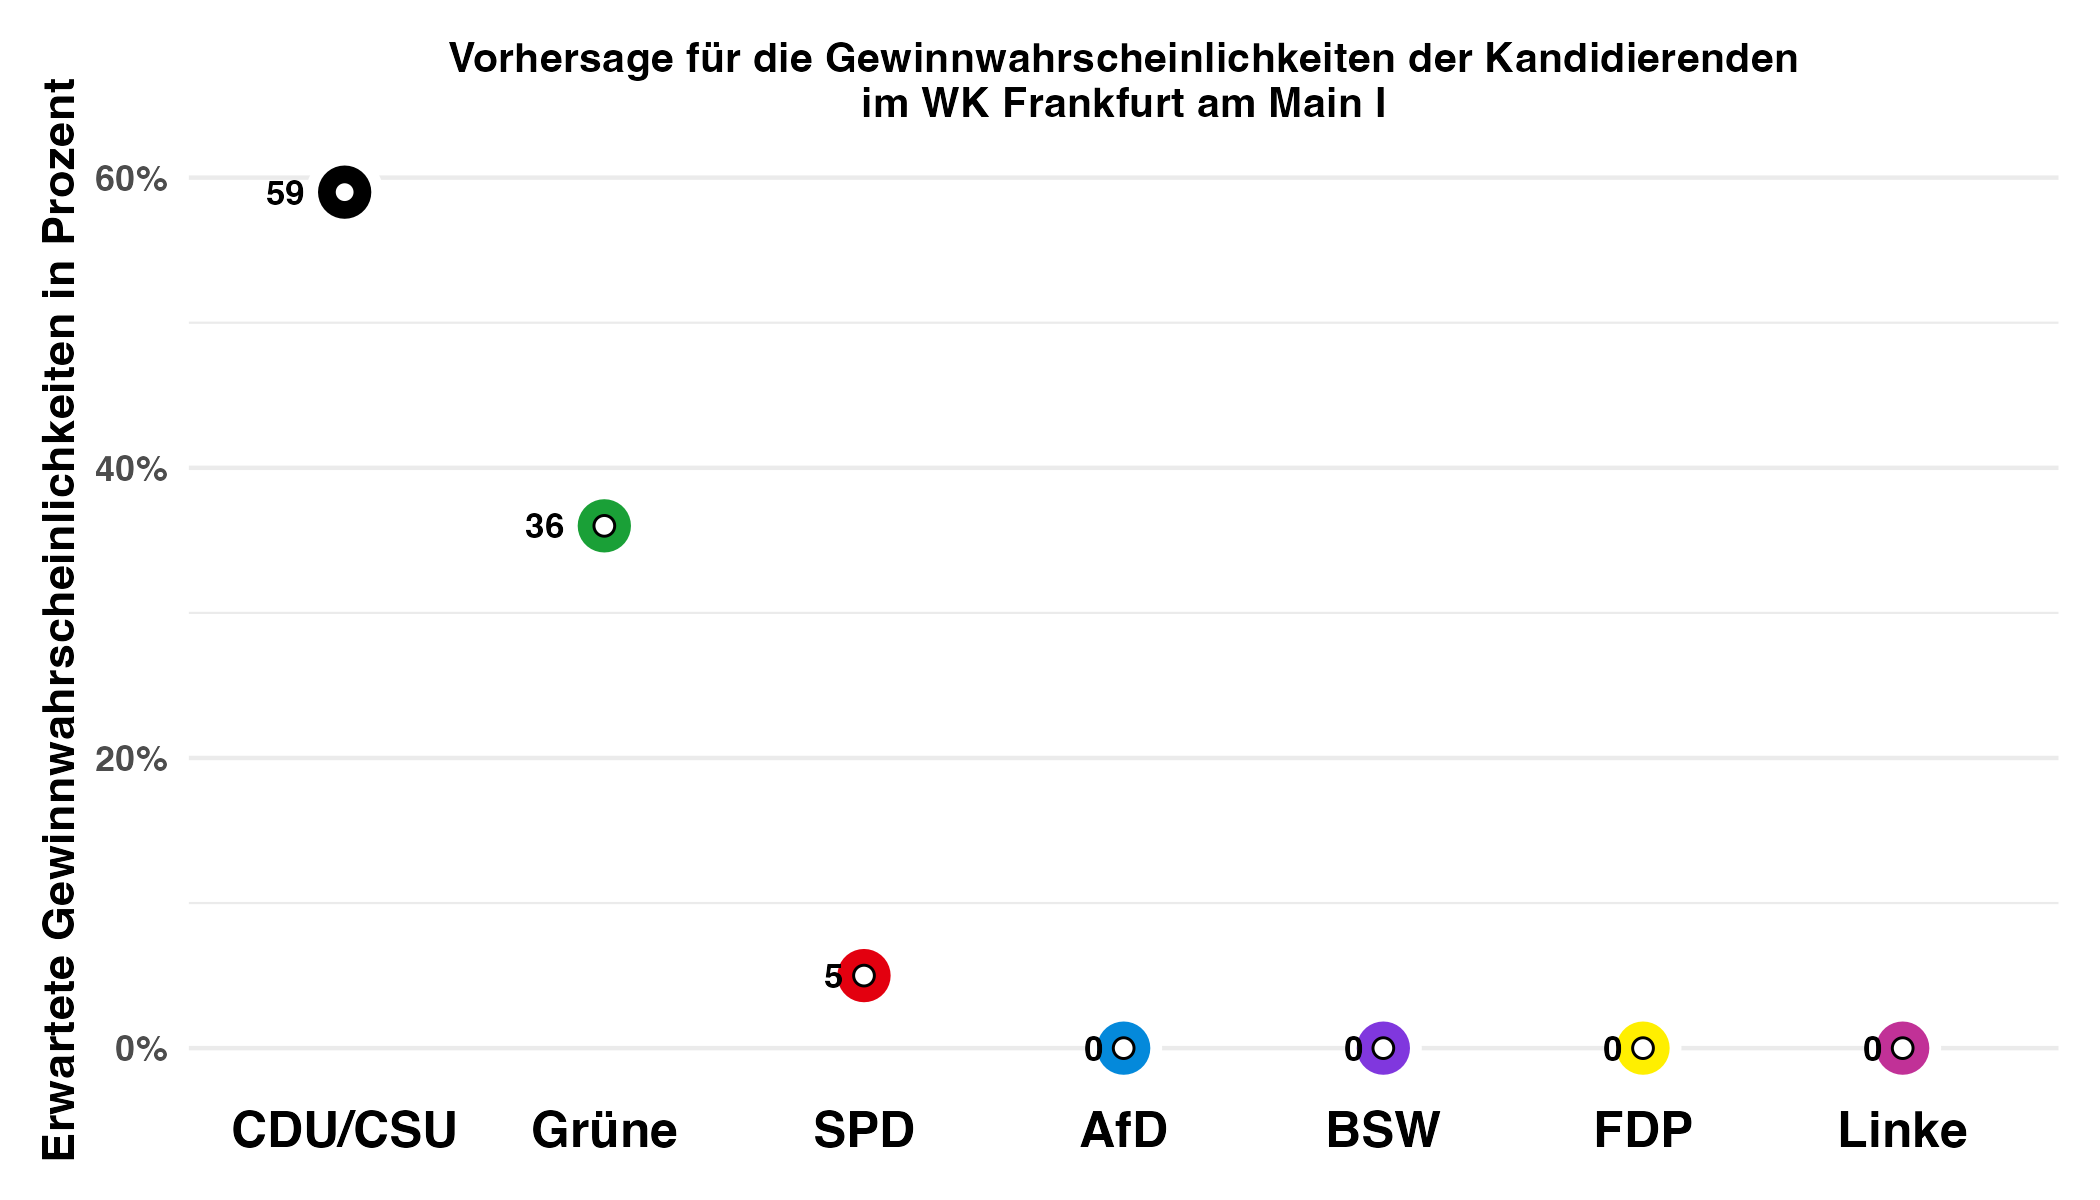 Vorhersage für die Gewinnwahrscheinlichkeiten der Kandidierenden
im WK Frankfurt am Main I
Erwartete Gewinnwahrscheinlichkeiten in Prozent
60%
40%
20%
0%
59
36
5
0
0
0
0
CDU/CSU
Grüne
SPD
AfD
BSW
FDP
Linke